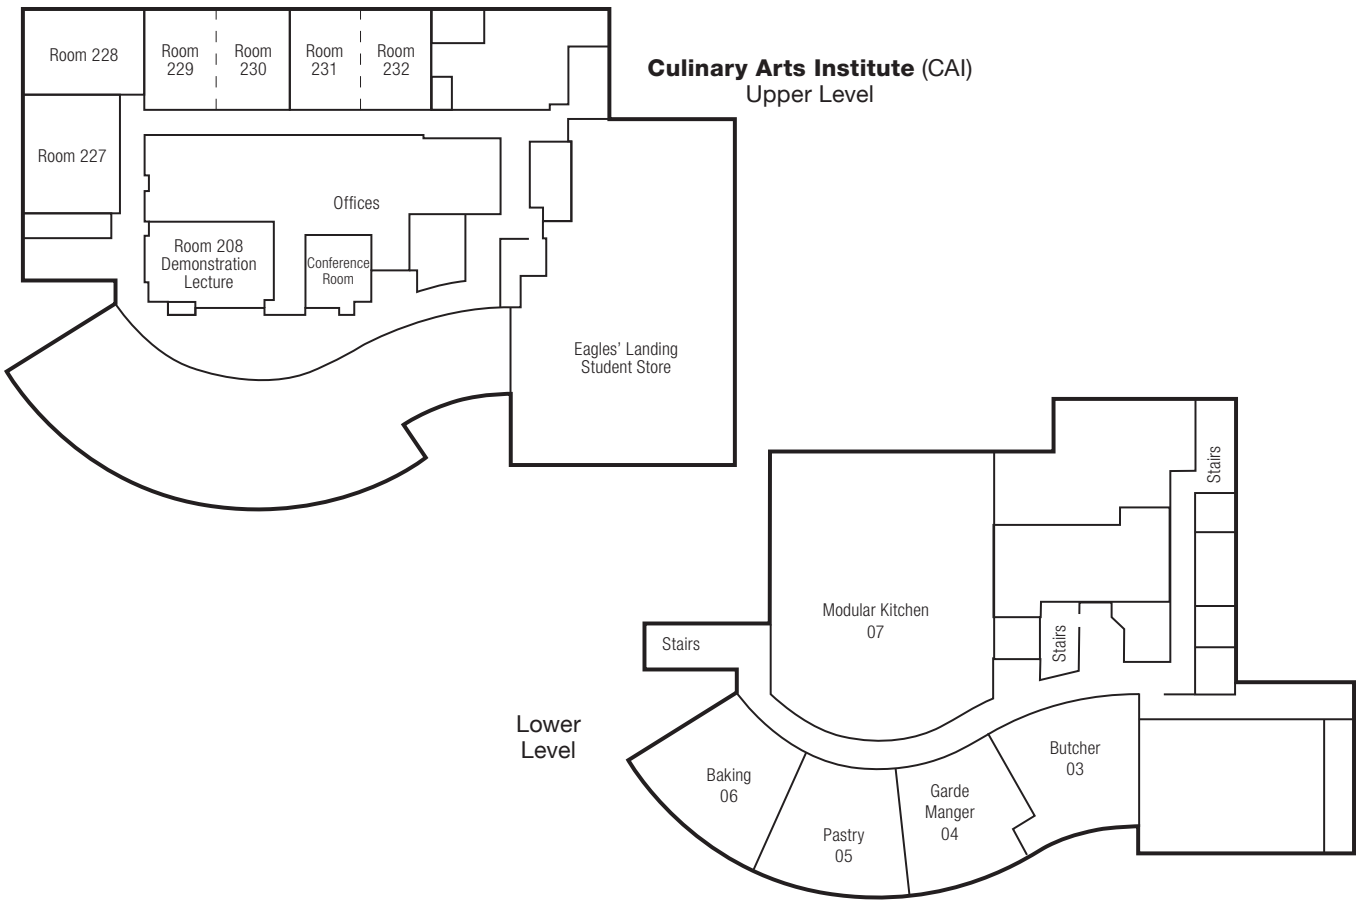 Culinary Arts Institute (CAI)
Upper Level
Room 228
Room
229
Room
230
Room
231
Room
232
Room 227
Offices
Room 208
Demonstration
Lecture
Conference
Room
Eagles’ Landing
Student Store
Lower
Level
Stairs
Modular Kitchen
07
Stairs
Stairs
Baking
06
Pastry
05
Garde
Manger
04
Butcher
03